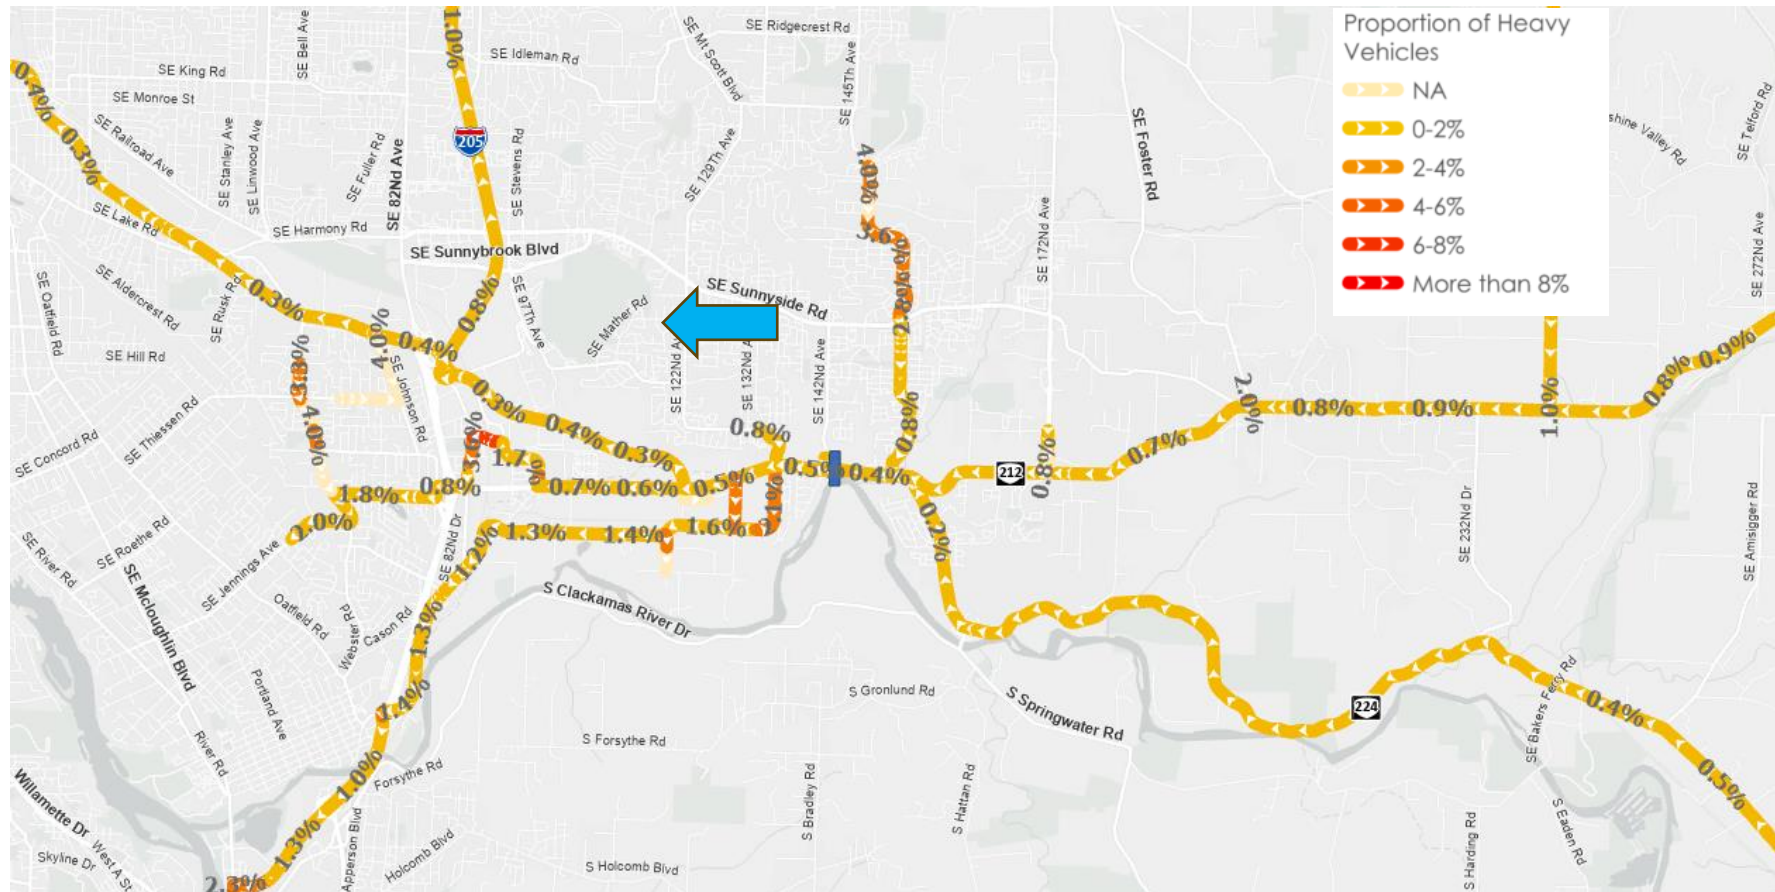 Proportion of Heavy
Vehicles
NA
0-2%
2-4%
4-6%
6-8%
More than 8%
1.0%
SE Bell Ave
SE King Rd
SE Idleman Rd
SE Mt Scott Blvd
SE Ridgecrest Rd
SE 145Th Ave
0.4%
SE Monroe St
SE Railroad Ave
0.3%
SE Stanley Ave
SE Linwood Ave
SE Fuller Rd
SE 82Nd Ave
205
SE Stevens Rd
SE 129Th Ave
4.0%
SE Foster Rd
shine Valley Rd
SE Telford Rd
SE Lake Rd
SE Harmony Rd
SE Sunnybrook Blvd
3.6%
SE 172Nd Ave
SE 272Nd Ave
SE Oatfield Rd
SE Aldercrest Rd
SE Rusk Rd
0.3%
0.8%
SE 97Th Ave
SE Mather Rd
SE Sunnyside Rd
2.8%
SE Hill Rd
3.3%
4.0%
0.4%
SE Johnson Rd
SE 122Nd Av
SE 132Nd A
SE 142Nd Ave
0.3%
0.4%
0.3%
0.8%
0.8%
2.0%
0.8%
0.9%
1.0%
0.8%
0.9%
SE Concord Rd
SE Thiessen Rd
4.0%
1.7%
0.5%
0.4%
212
0.8%
0.7%
1.8%
0.8%
0.7%
0.6%
0.5%
2.0%
SE Roethe Rd
SE River Rd
SE Jennings Ave
SE 82Nd Dr
1.2%
1.3%
1.4%
1.6%
0.2%
SE 232Nd Dr
SE Amisigger Rd
SE Mcloughlin Blvd
Oatfield Rd
Webster Rd
Cason Rd
1.3%
S Clackamas River Dr
Portland Ave
River Rd
1.4%
S Gronlund Rd
S Springwater Rd
224
SE Bakers Ferry Rd
0.4%
S Forsythe Rd
Forsythe Rd
1.0%
0.5%
Willamette Dr
West A St
Skyline Dr
1.3%
2.3%
Apperson Blvd
Holcomb Blvd
S Holcomb Blvd
S Bradley Rd
S Hattan Rd
S Harding Rd
S Eaden Rd